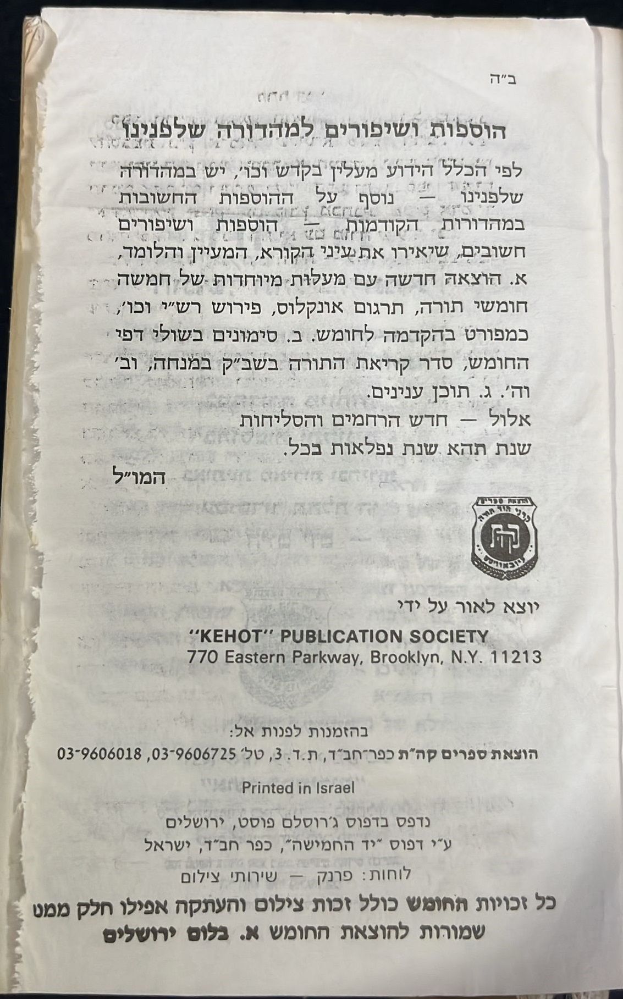 ב״ה
הוספות ושיפורים למהדורה שלפנינו
לפי הכלל הידוע מעלין בקדש וכו׳, יש במהדורה
שלפנינו — נוסף על ההוספות החשובות
במהדורות הקודמות — הוספות ושיפורים
חשובים, שיאירו את עיני הקורא, המעיין והלומד,
א. הוצאה חדשה עם מעלות מיוחדות של חמשה
חומשי תורה, תרגום אונקלוס, פירוש רש״י וכו׳,
כמפורט בהקדמה לחומש. ב. סימונים בשולי דפי
החומש, סדר קריאת התורה בשב״ק במנחה, וב׳
וה׳. ג. תוכן ענינים.
אלול — חדש הרחמים והסליחות
שנת תהא שנת נפלאות בכל.
המו״ל
הוצאת ספרים
קרני הוד תורה
קהת
ליובאוויטש
יוצא לאור על ידי
"KEHOT" PUBLICATION SOCIETY
770 Eastern Parkway, Brooklyn, N.Y. 11213
בהזמנות לפנות אל:
הוצאת ספרים קה״ת כפר־חב״ד, ת.ד. 3, טל׳ 03-9606725, 03-9606018
Printed in Israel
נדפס בדפוס ג׳רוסלם פוסט, ירושלים
ע״י דפוס ״יד החמישה״, כפר חב״ד, ישראל
לוחות: פרנק — שירותי צילום
כל זכויות החומש כולל זכות צילום והעתקה אפילו חלק ממט
שמורות להוצאת החומש א. בלום ירושלים